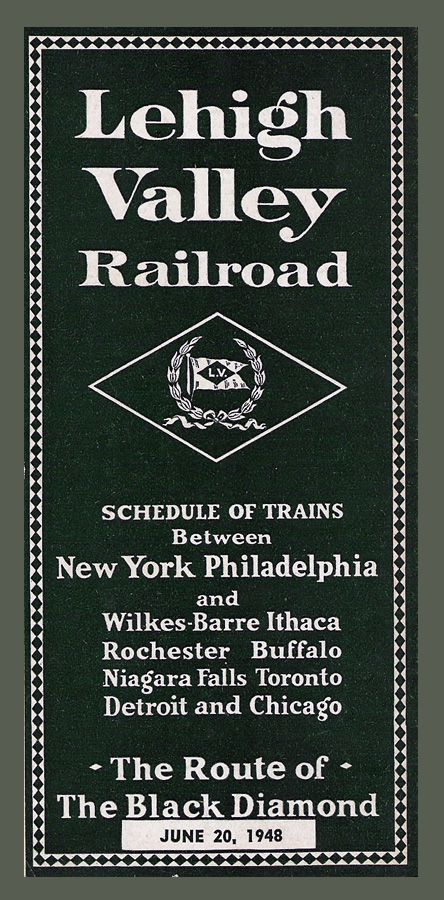 Lehigh
Valley
Railroad
L.V.
SCHEDULE OF TRAINS
Between
New York Philadelphia
and
Wilkes-Barre Ithaca
Rochester Buffalo
Niagara Falls Toronto
Detroit and Chicago
• The Route of •
The Black Diamond
JUNE 20, 1948